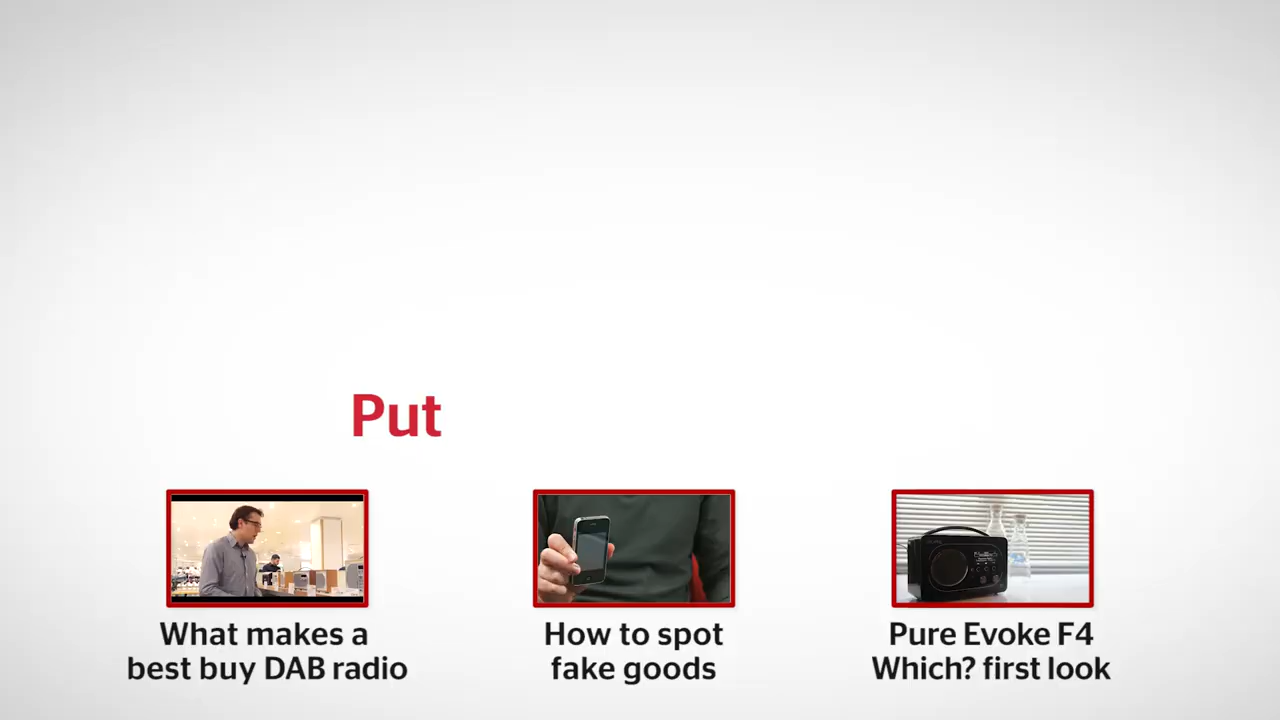 Put
What makes a
best buy DAB radio
How to spot
fake goods
Pure Evoke F4
Which? first look